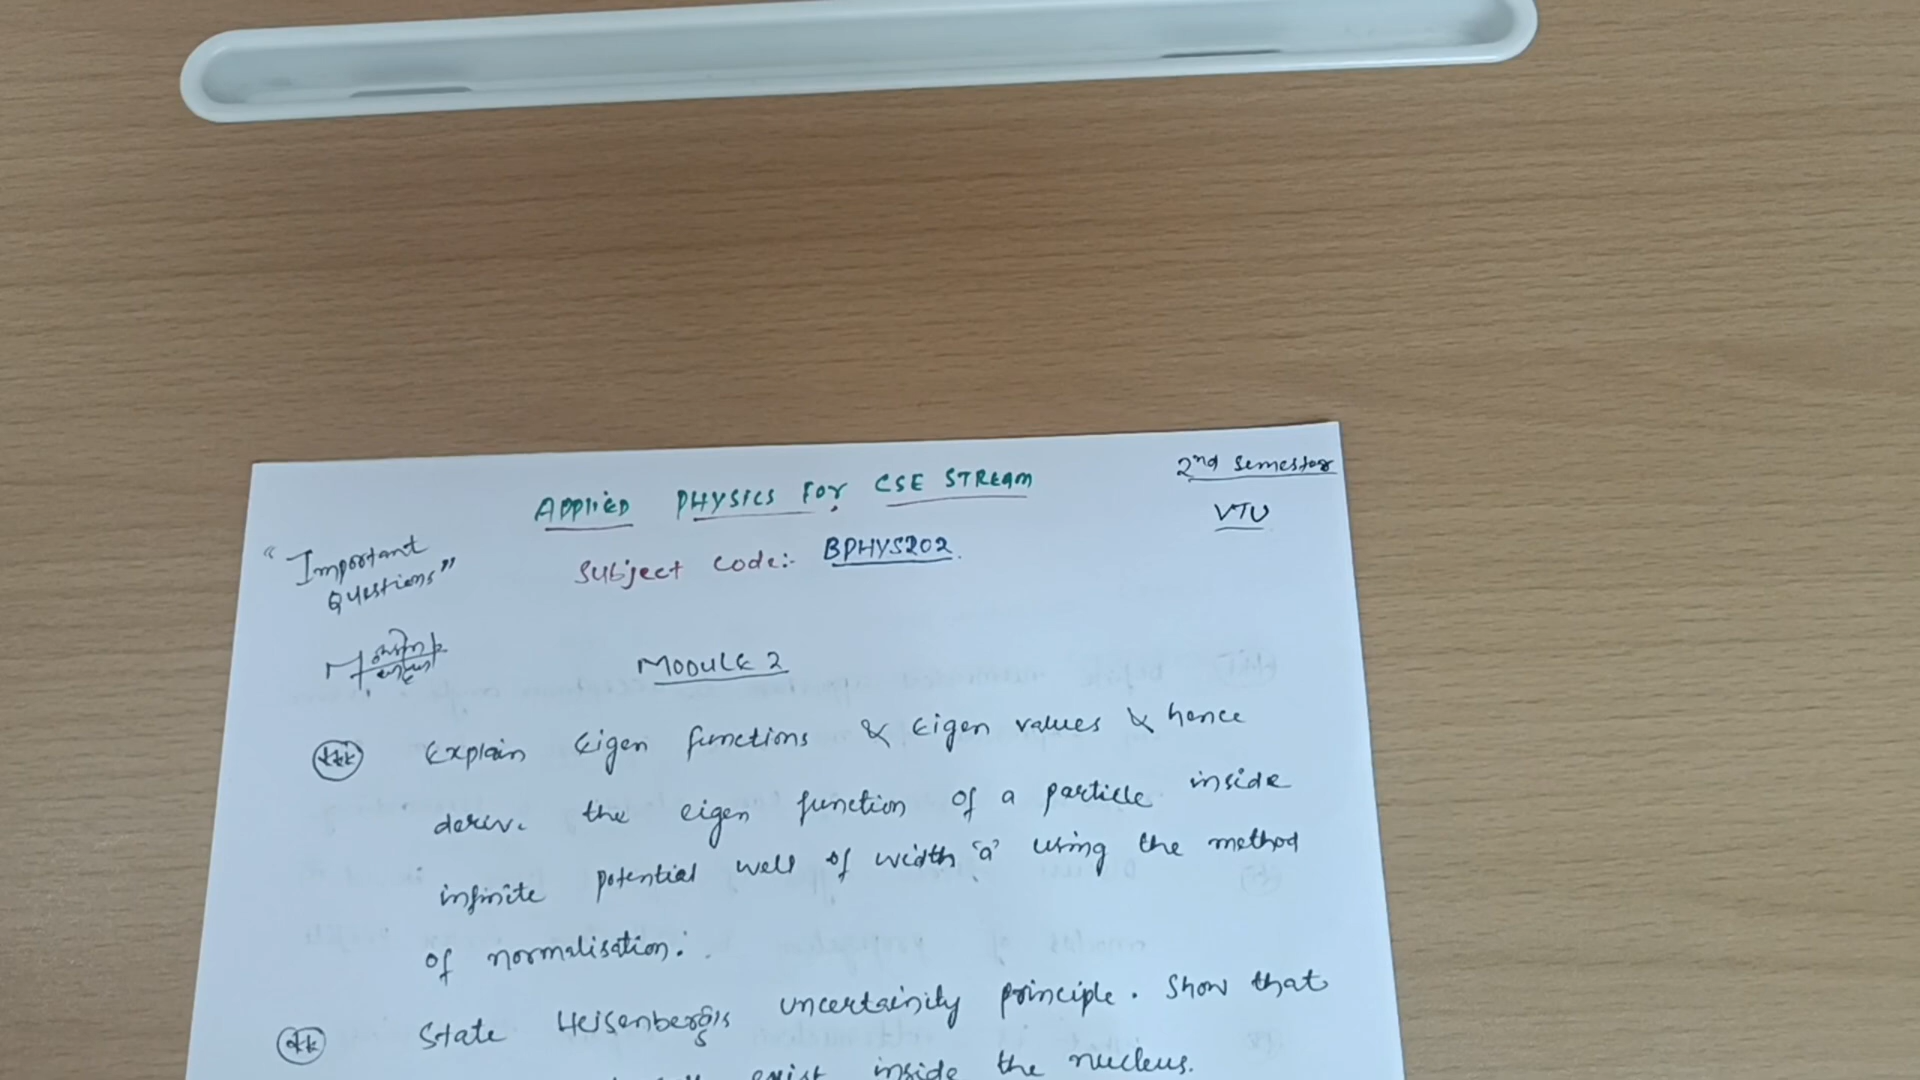 APPLIED PHYSICS FOR CSE STREAM
2nd Semester
VTU
"Important
Questions"
Subject Code:- BPHYS202.
MODULE 2
Explain Eigen functions & Eigen values & hence
derive the eigen function of a particle inside
infinite potential well of width 'a' using the method
of normalisation.
State Heisenberg's uncertainity principle. Show that
exist inside the nucleus.